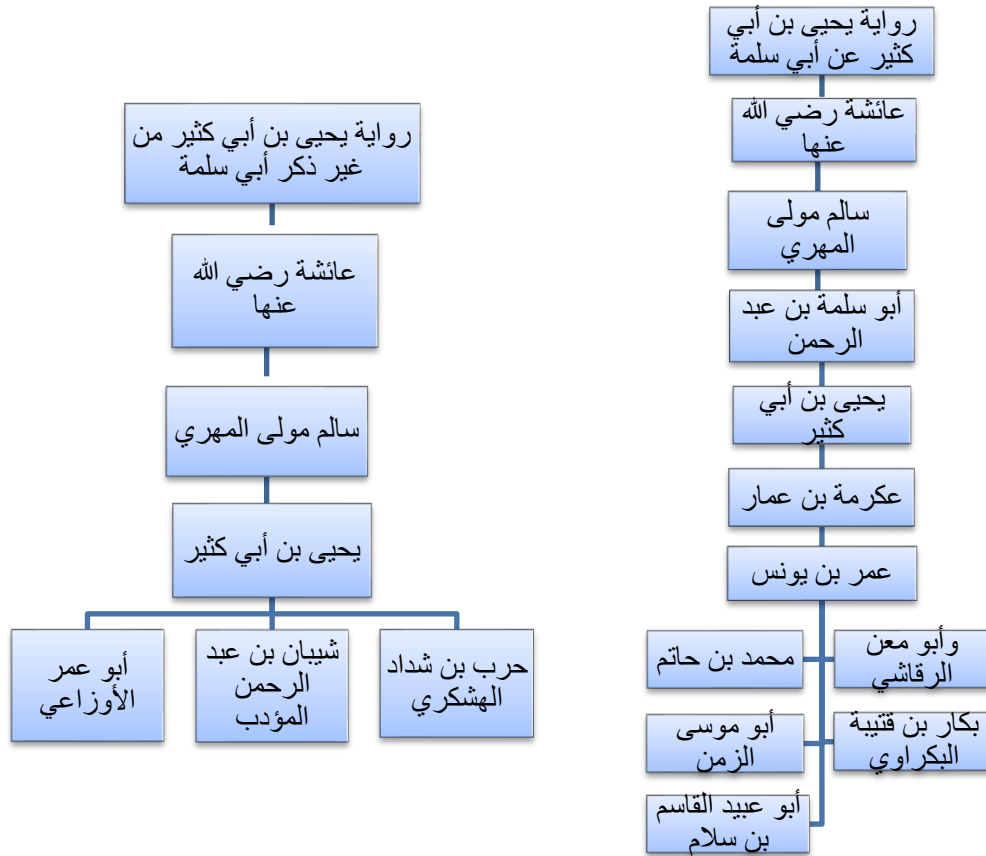 رواية يحيى بن أبي
كثير عن أبي سلمة
عائشة رضي الله
عنها
سالم مولى
المهري
أبو سلمة بن عبد
الرحمن
يحيى بن أبي
كثير
عكرمة بن عمار
عمر بن يونس
وأبو معن
الرقاشي
محمد بن حاتم
بكار بن قتيبة
البكراوي
أبو موسى
الزمن
أبو عبيد القاسم
بن سلام
رواية يحيى بن أبي كثير من
غير ذكر أبي سلمة
عائشة رضي الله
عنها
سالم مولى المهري
يحيى بن أبي كثير
حرب بن شداد
الهشكري
شيبان بن عبد
الرحمن
المؤدب
أبو عمر
الأوزاعي